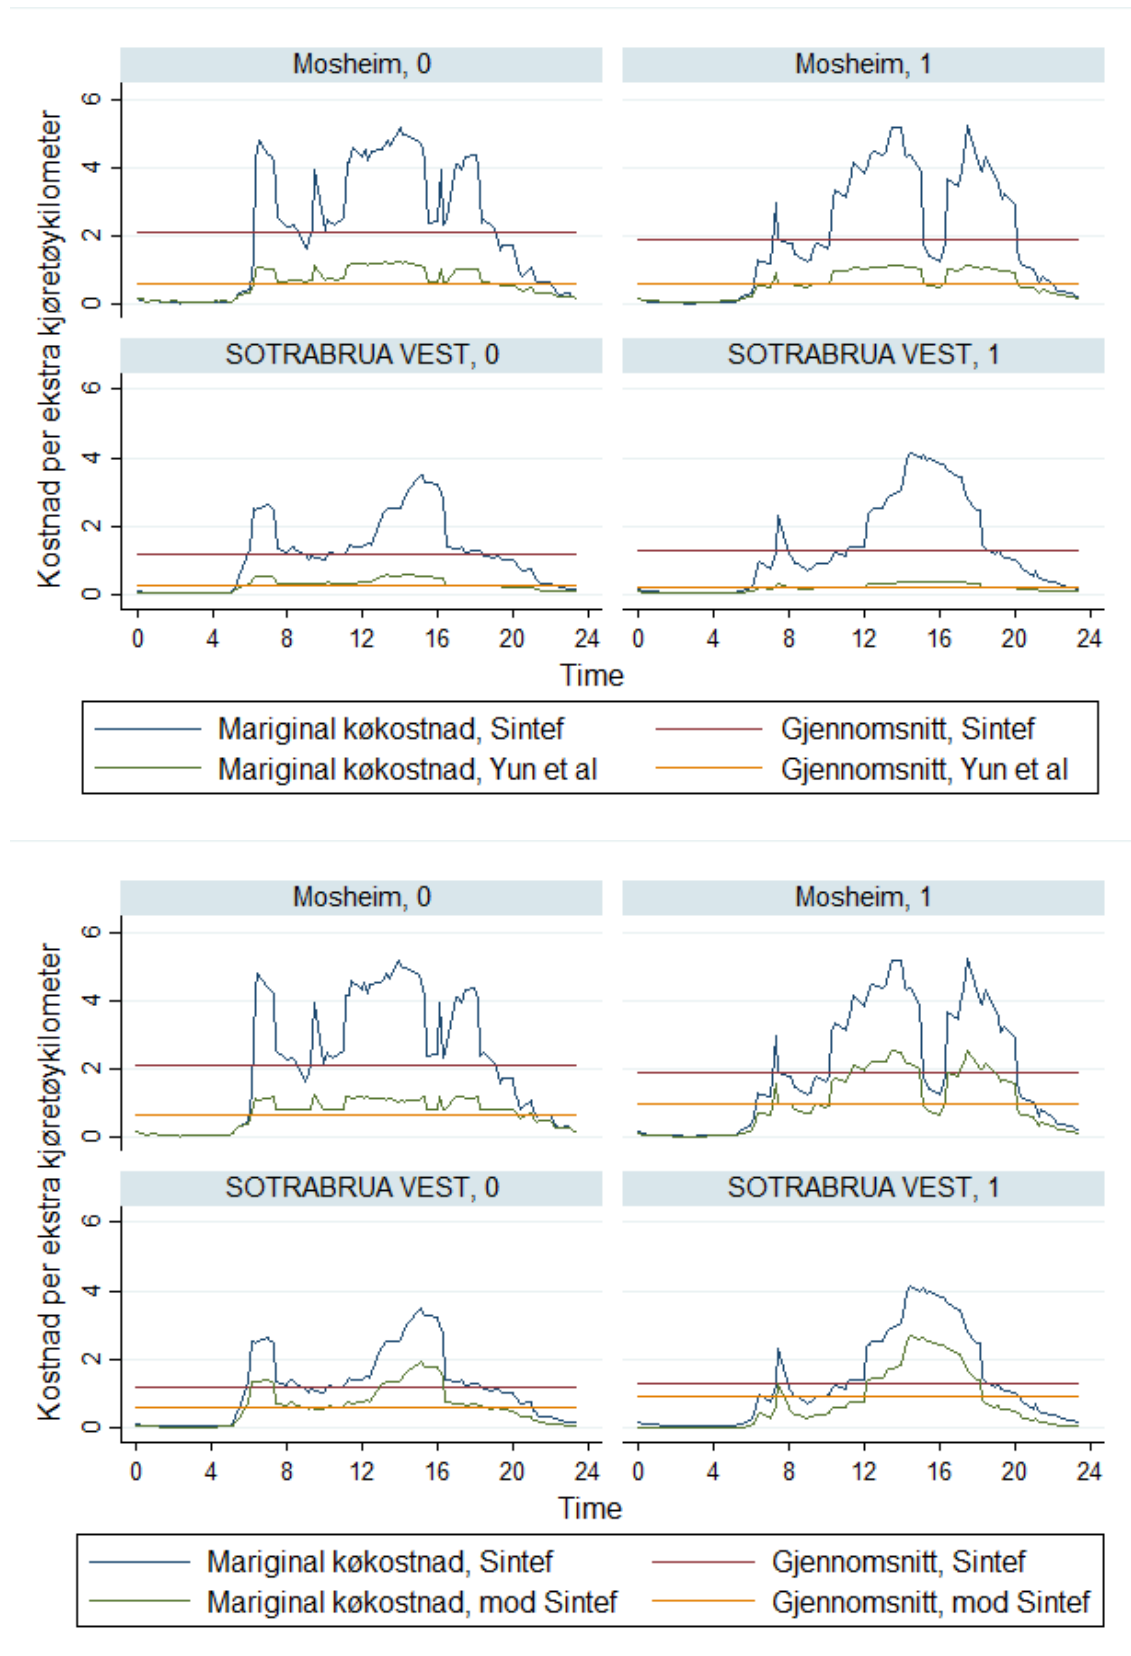 Mosheim, 0
Mosheim, 1
6
4
2
0
SOTRABRUA VEST, 0
SOTRABRUA VEST, 1
6
4
2
0
Kostnad per ekstra kjøretøykilometer
0 4 8 12 16 20 24
0 4 8 12 16 20 24
Time
Mariginal køkostnad, Sintef
Gjennomsnitt, Sintef
Mariginal køkostnad, Yun et al
Gjennomsnitt, Yun et al
Mosheim, 0
Mosheim, 1
6
4
2
0
SOTRABRUA VEST, 0
SOTRABRUA VEST, 1
6
4
2
0
Kostnad per ekstra kjøretøykilometer
0 4 8 12 16 20 24
0 4 8 12 16 20 24
Time
Mariginal køkostnad, Sintef
Gjennomsnitt, Sintef
Mariginal køkostnad, mod Sintef
Gjennomsnitt, mod Sintef